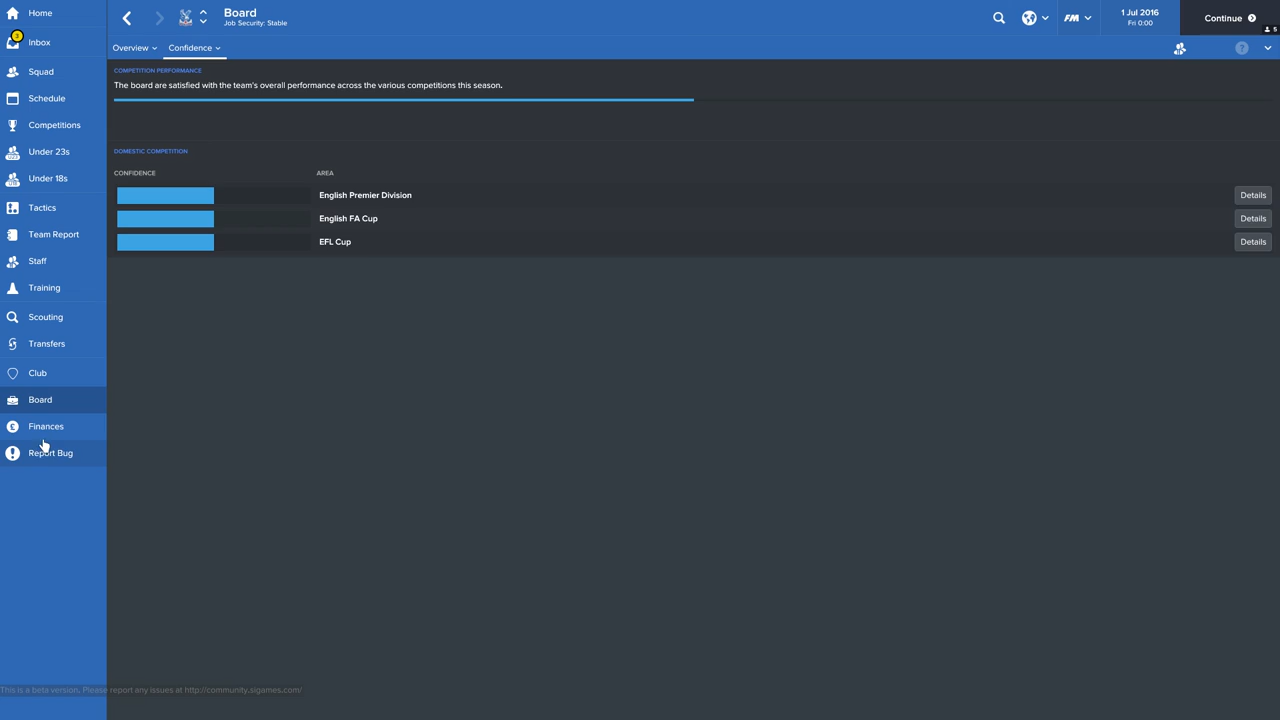 Home
3
Inbox
Squad
Schedule
Competitions
Under 23s
Under 18s
Tactics
Team Report
Staff
Training
Scouting
Transfers
Club
Board
Finances
Report Bug
This is a beta version. Please report any issues at http://community.sigames.com/
Board
Job Security: Stable
FM
1 Jul 2016
Fri 0:00
Continue
5
Overview
Confidence
?
COMPETITION PERFORMANCE
The board are satisfied with the team's overall performance across the various competitions this season.
DOMESTIC COMPETITION
CONFIDENCE AREA
English Premier Division Details
English FA Cup Details
EFL Cup Details